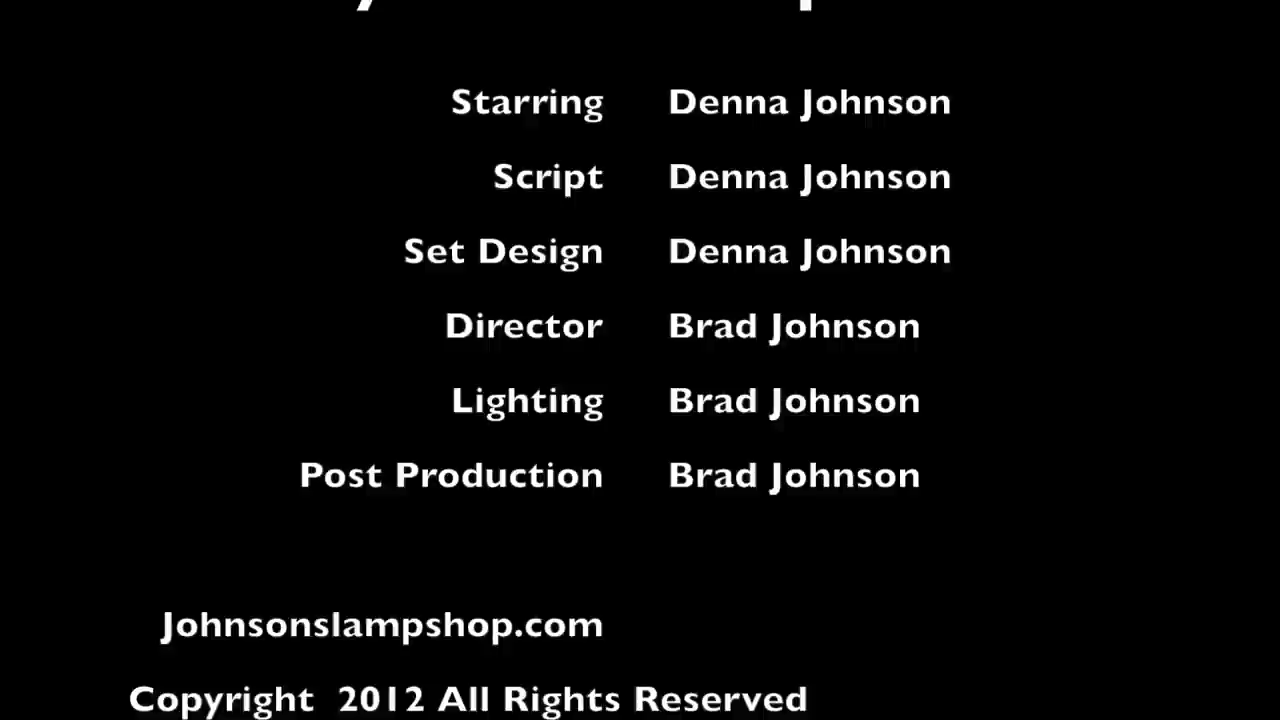 Starring Denna Johnson
Script Denna Johnson
Set Design Denna Johnson
Director Brad Johnson
Lighting Brad Johnson
Post Production Brad Johnson
Johnsonslampshop.com
Copyright 2012 All Rights Reserved